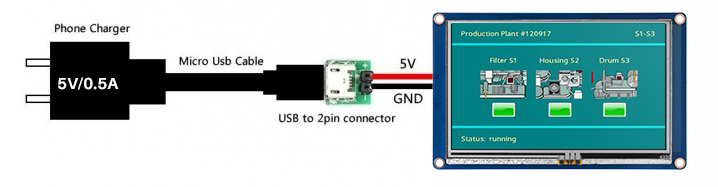 Phone Charger
5V/0.5A
Micro Usb Cable
USB to 2pin connector
5V
GND
Production Plant #120917 S1-S3
Filter S1 Housing S2 Drum S3
Status: running